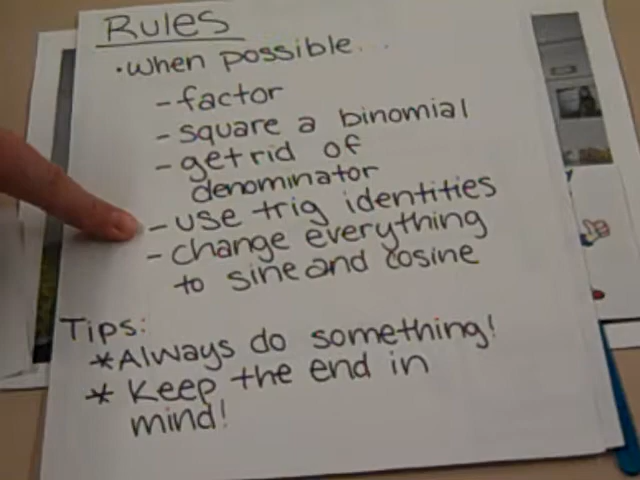 Rules
• When possible...
- factor
- square a binomial
- get rid of
denominator
- use trig identities
- change everything
to sine and cosine
Tips:
* Always do something!
* Keep the end in
mind!